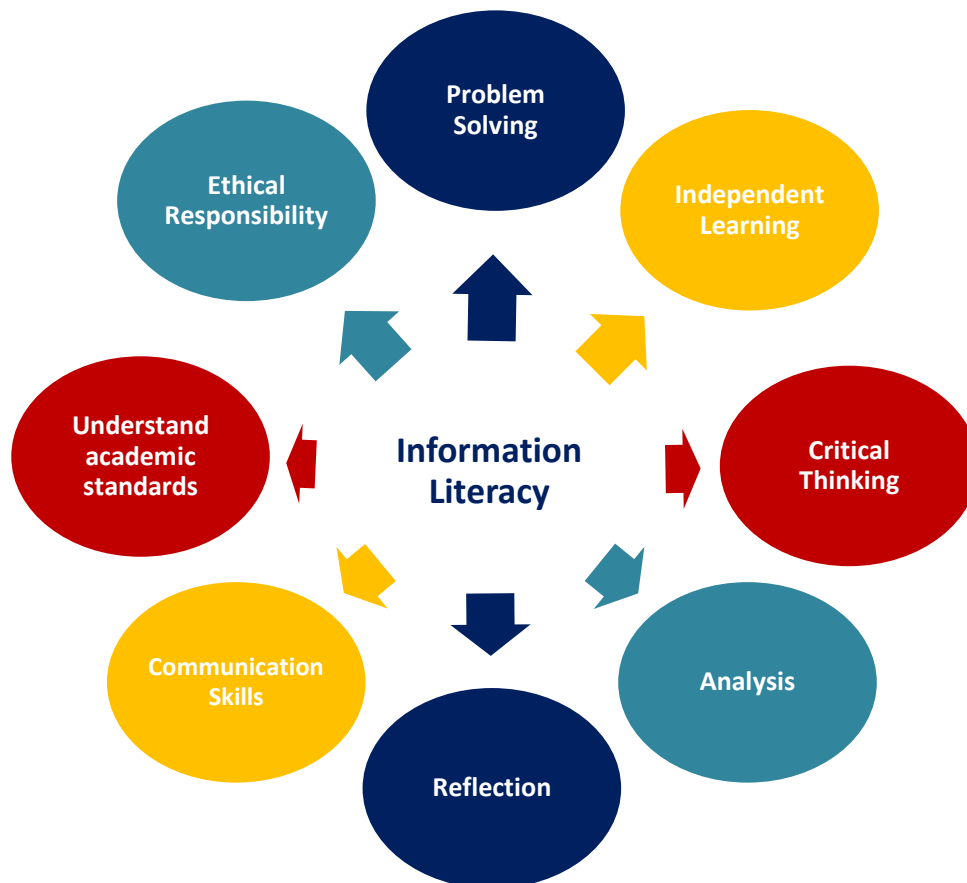 Problem
Solving
Ethical
Responsibility
Independent
Learning
Understand
academic
standards
Information
Literacy
Critical
Thinking
Communication
Skills
Analysis
Reflection